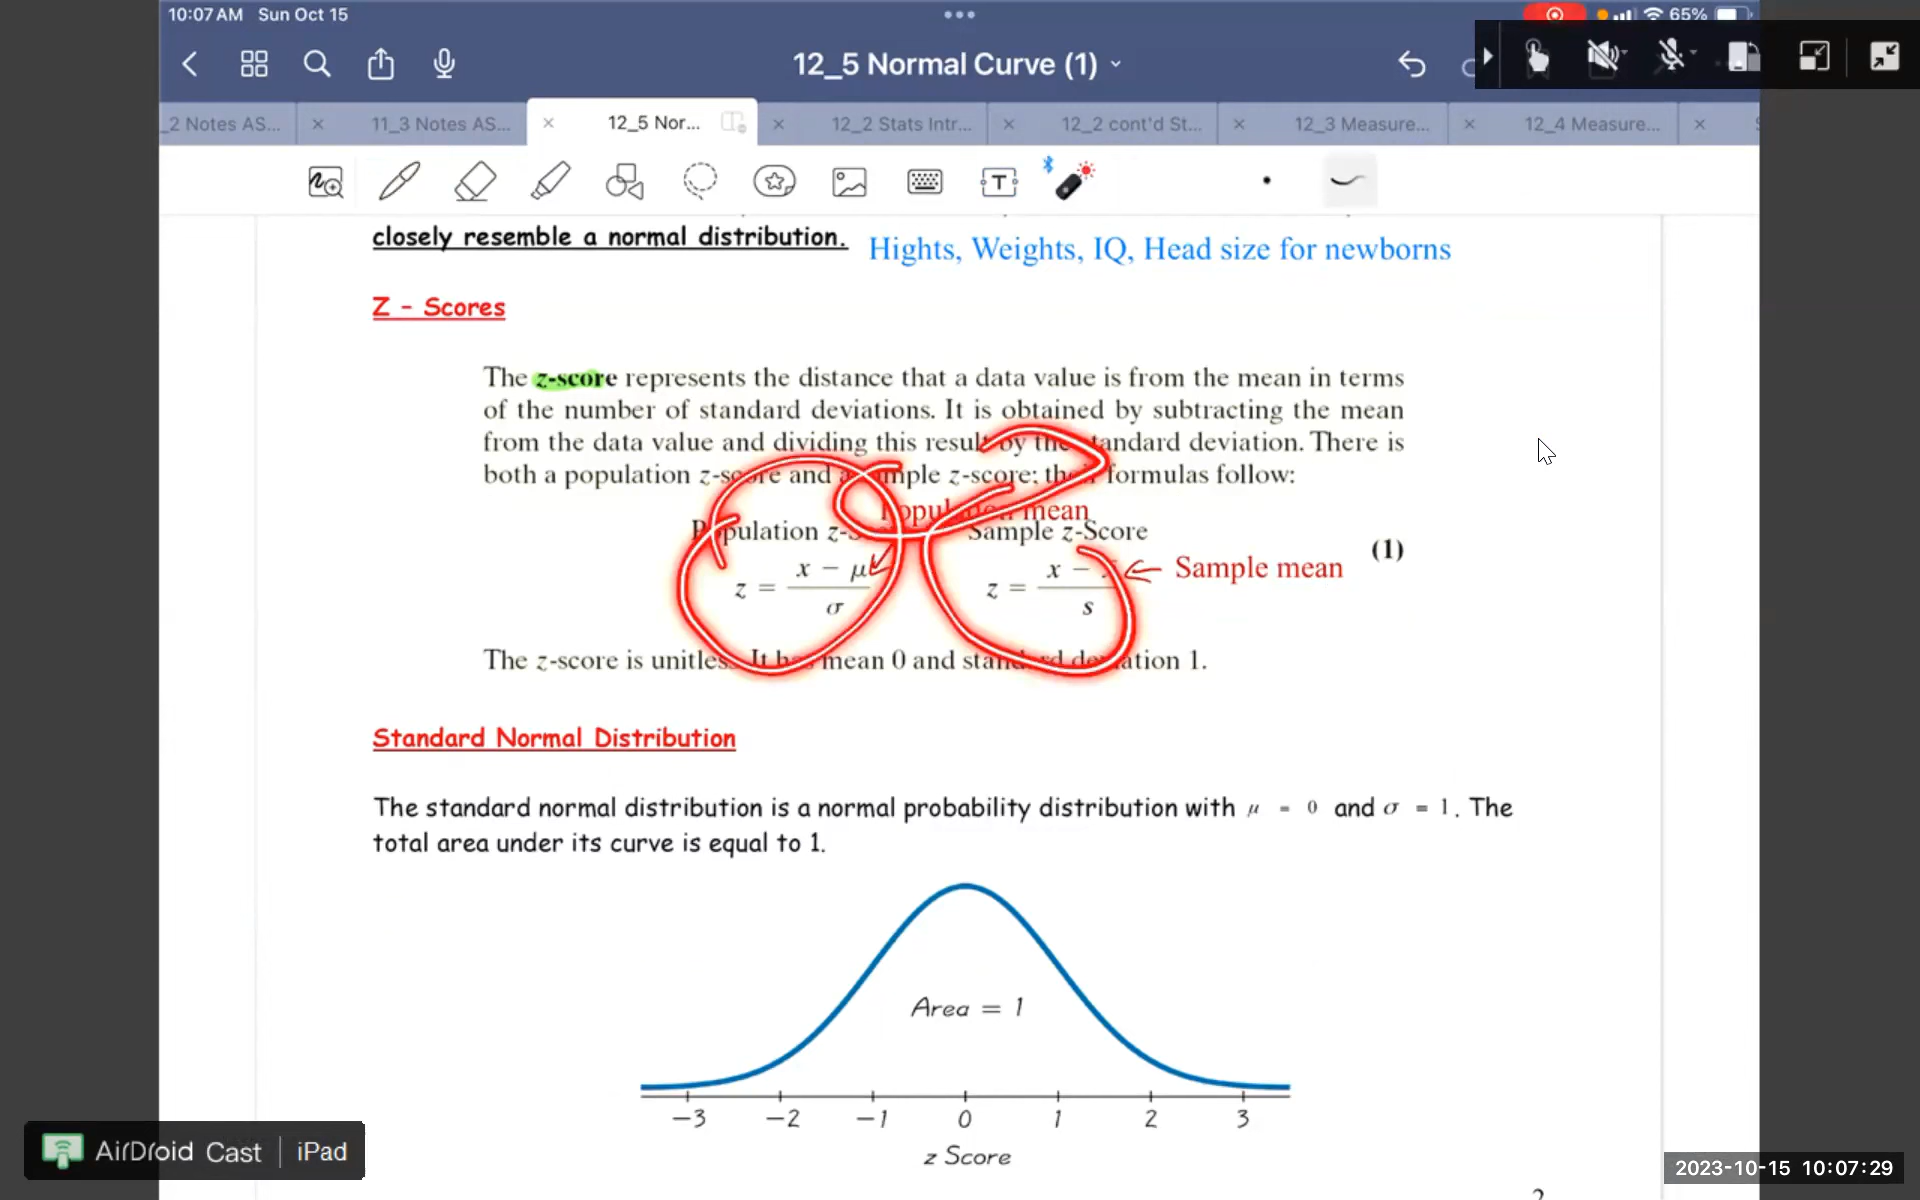 10:07 AM Sun Oct 15
65%
12_5 Normal Curve (1)
_2 Notes AS...
11_3 Notes AS...
12_5 Nor...
12_2 Stats Intr...
12_2 cont'd St...
12_3 Measure...
12_4 Measure...
closely resemble a normal distribution. Hights, Weights, IQ, Head size for newborns
Z - Scores
The z-score represents the distance that a data value is from the mean in terms
of the number of standard deviations. It is obtained by subtracting the mean
from the data value and dividing this result by the standard deviation. There is
both a population z-score and a sample z-score; their formulas follow:
Population mean
Population z-Sc Sample z-Score
z = x − μ / σ
z = x − / s
Sample mean
(1)
The z-score is unitless. It has mean 0 and standard deviation 1.
Standard Normal Distribution
The standard normal distribution is a normal probability distribution with μ = 0 and σ = 1. The
total area under its curve is equal to 1.
Area = 1
−3 −2 −1 0 1 2 3
z Score
AirDroid Cast | iPad
2023-10-15 10:07:29